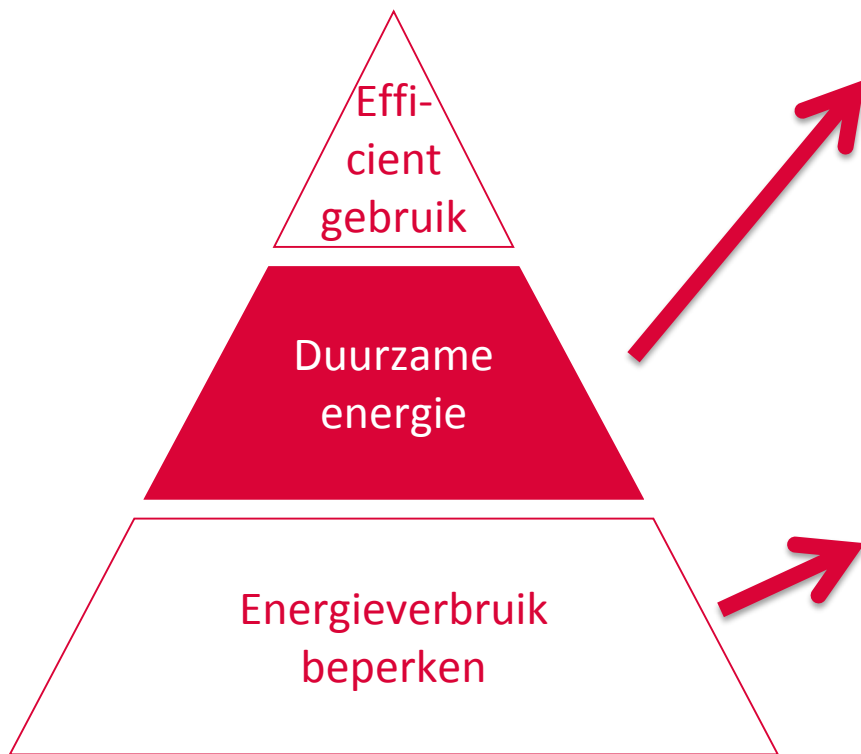 Effi-
cient
gebruik
Duurzame
energie
Energieverbruik
beperken